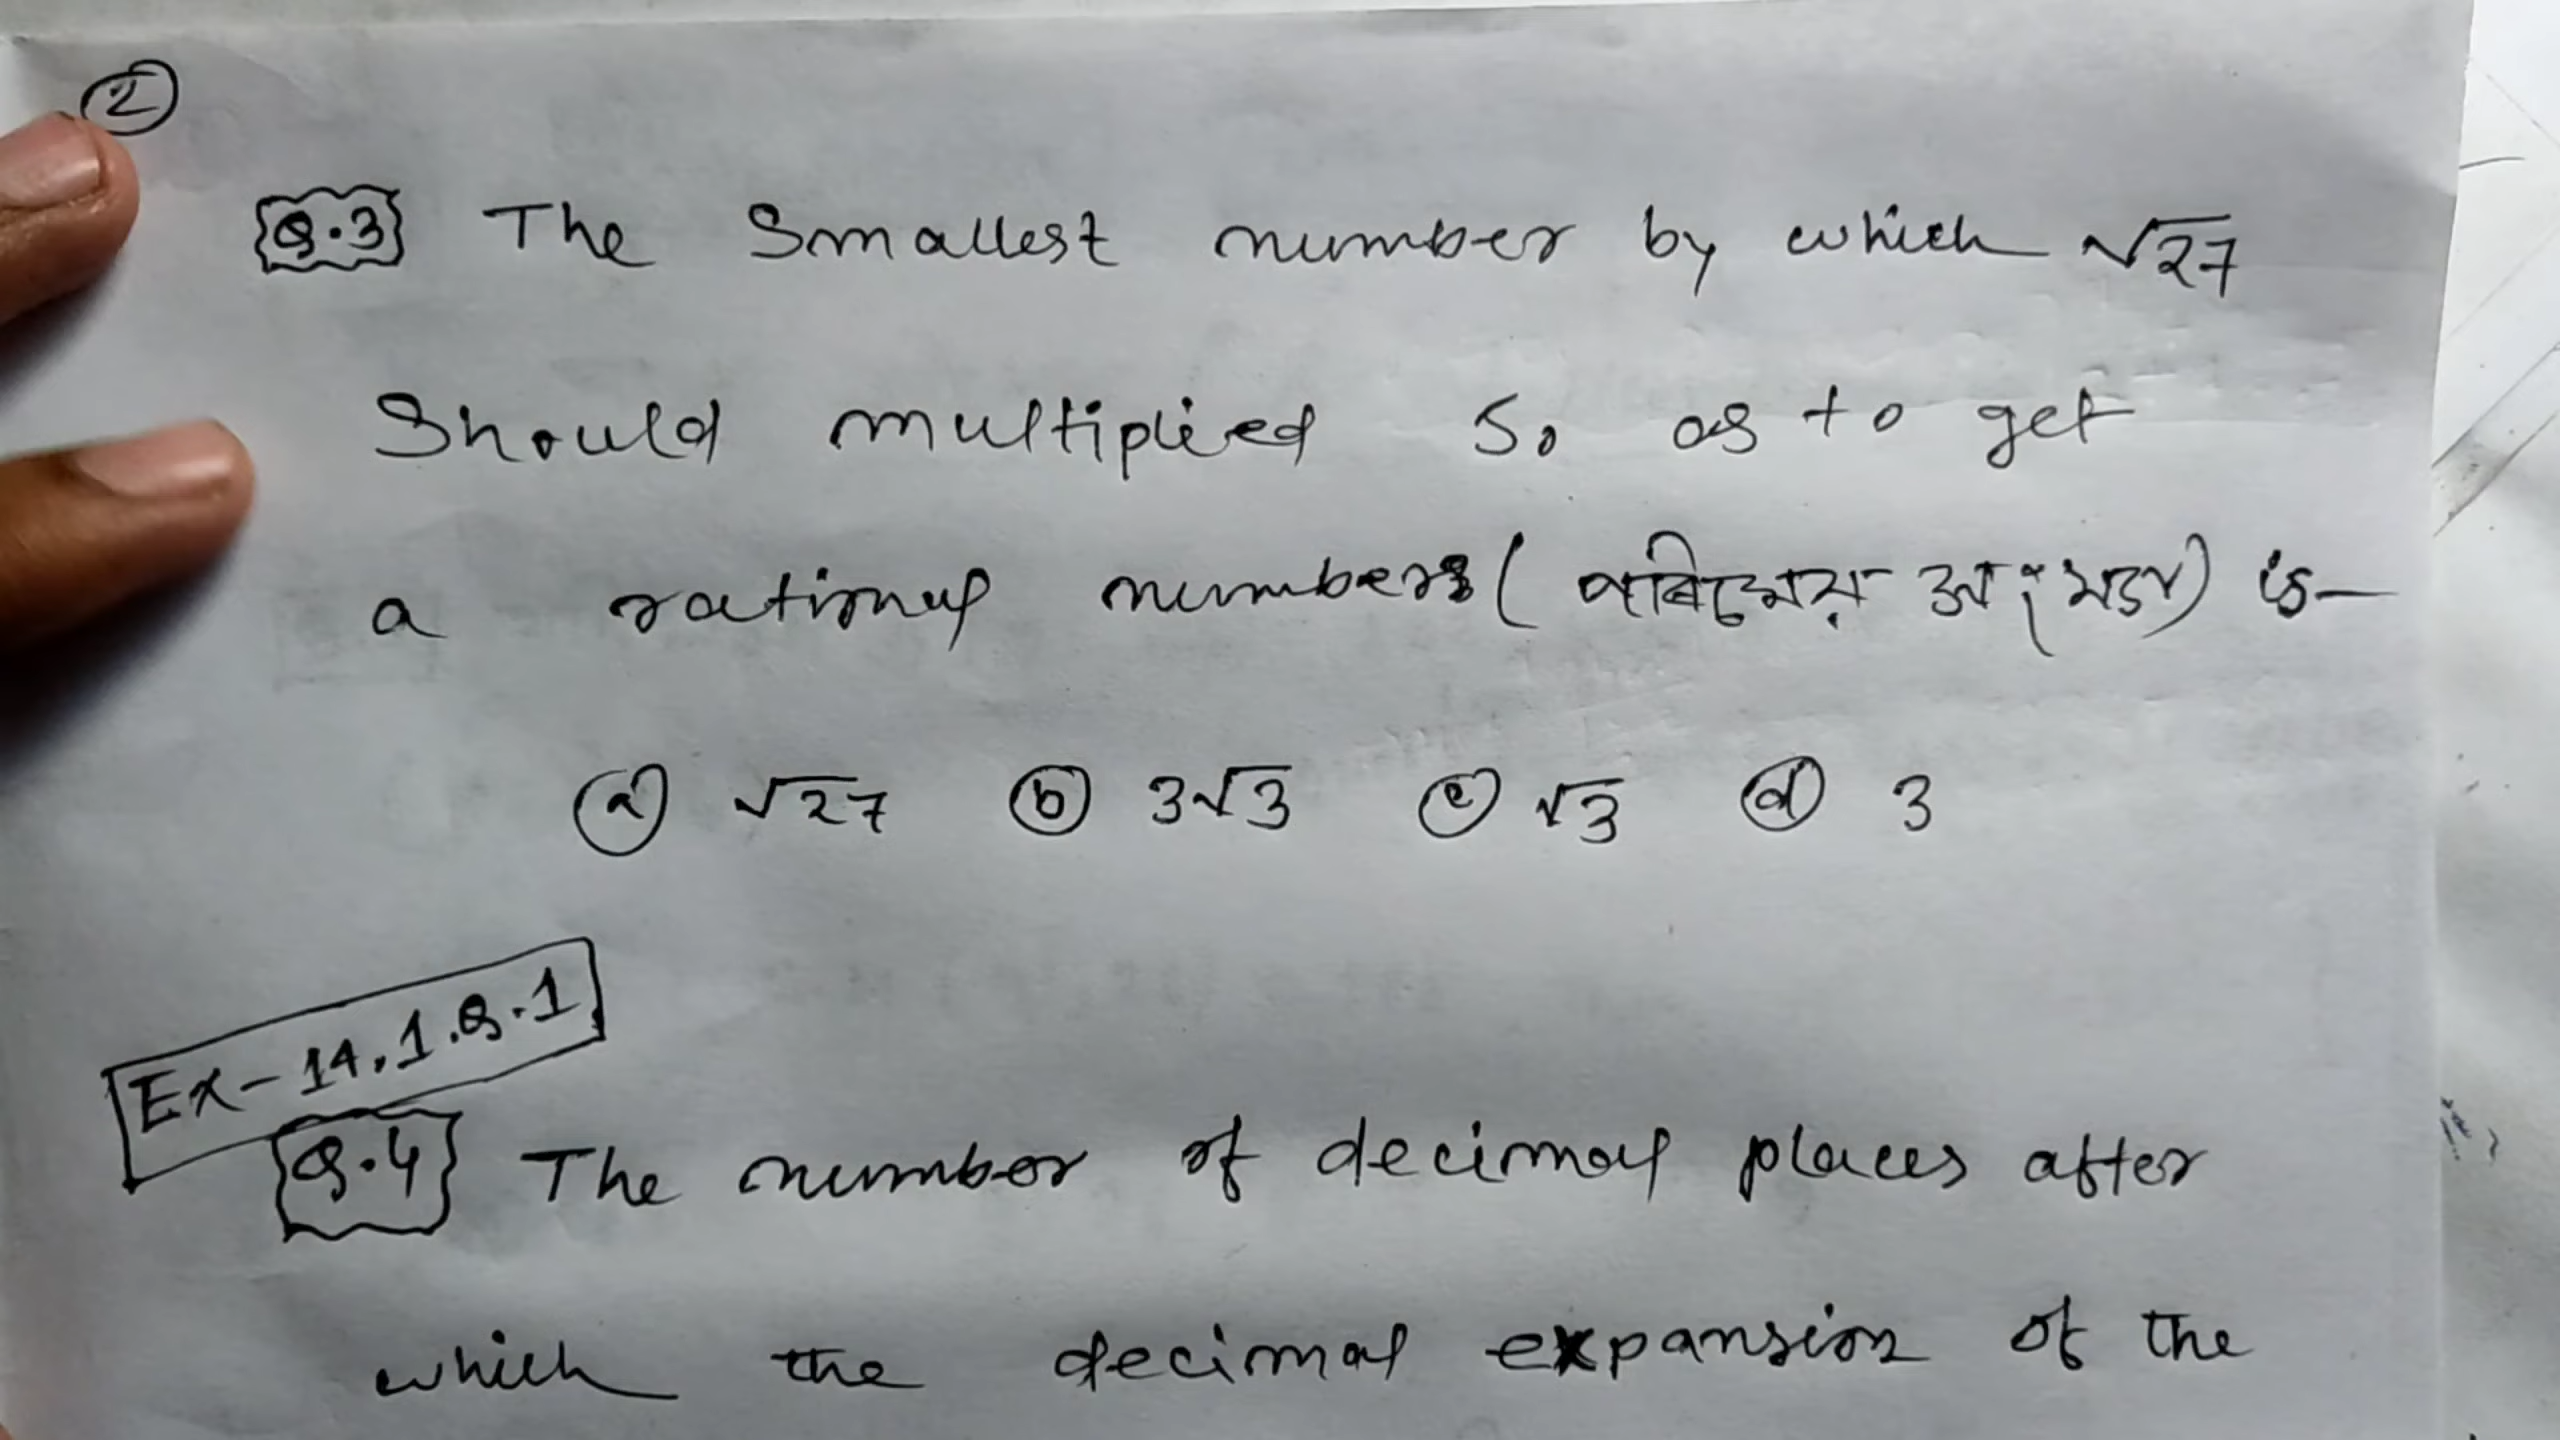 2
Q.3 The Smallest number by which √27
Should multiplied so as to get
a rational numbers (পৰিমেয় সংখ্যা) is—
(a) √27 (b) 3√3 (c) √3 (d) 3
Ex-14.1.Q.1
Q.4 The number of decimal places after
which the decimal expansion of the